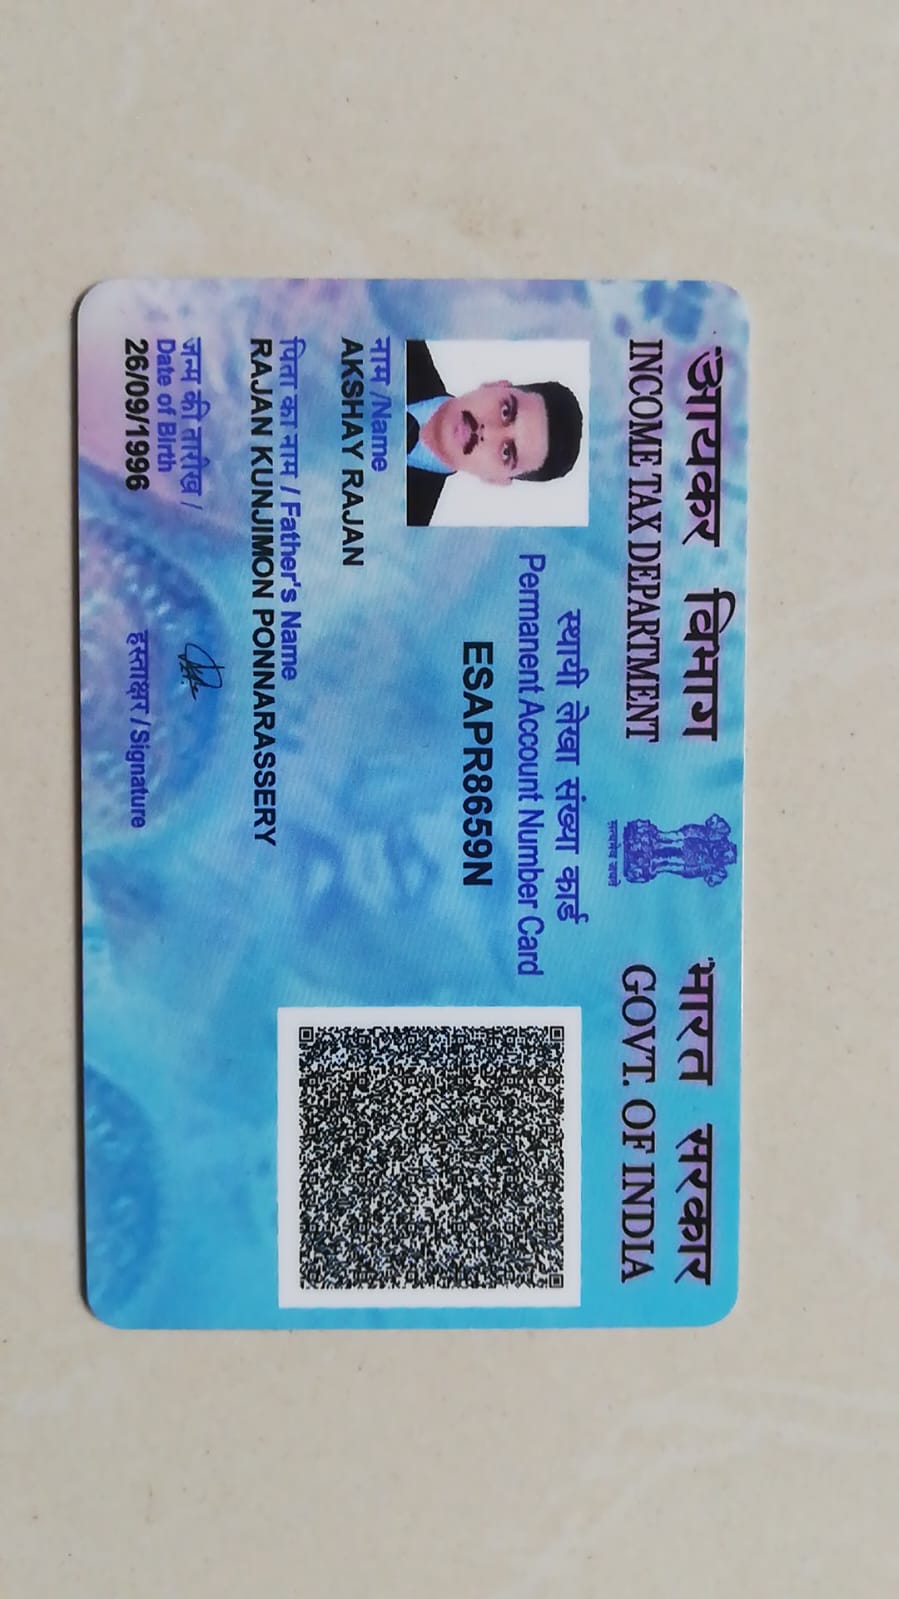 आयकर विभाग
INCOME TAX DEPARTMENT
भारत सरकार
GOVT. OF INDIA
सत्यमेव जयते
स्थायी लेखा संख्या कार्ड
Permanent Account Number Card
ESAPR8659N
नाम /Name
AKSHAY RAJAN
पिता का नाम / Father's Name
RAJAN KUNJIMON PONNARASSERY
जन्म की तारीख /
Date of Birth
26/09/1996
हस्ताक्षर / Signature